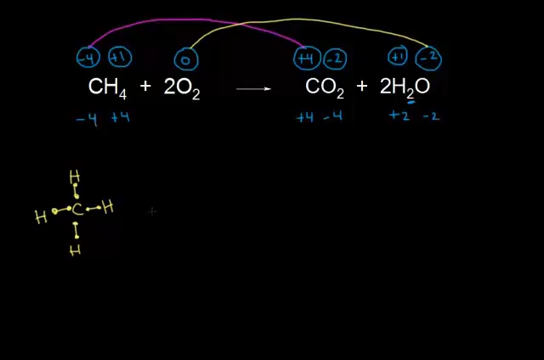 -4 +1 0 +4 -2 +1 -2
CH₄ + 2O₂ → CO₂ + 2H₂O
-4 +4 +4 -4 +2 -2
H
H C H
H